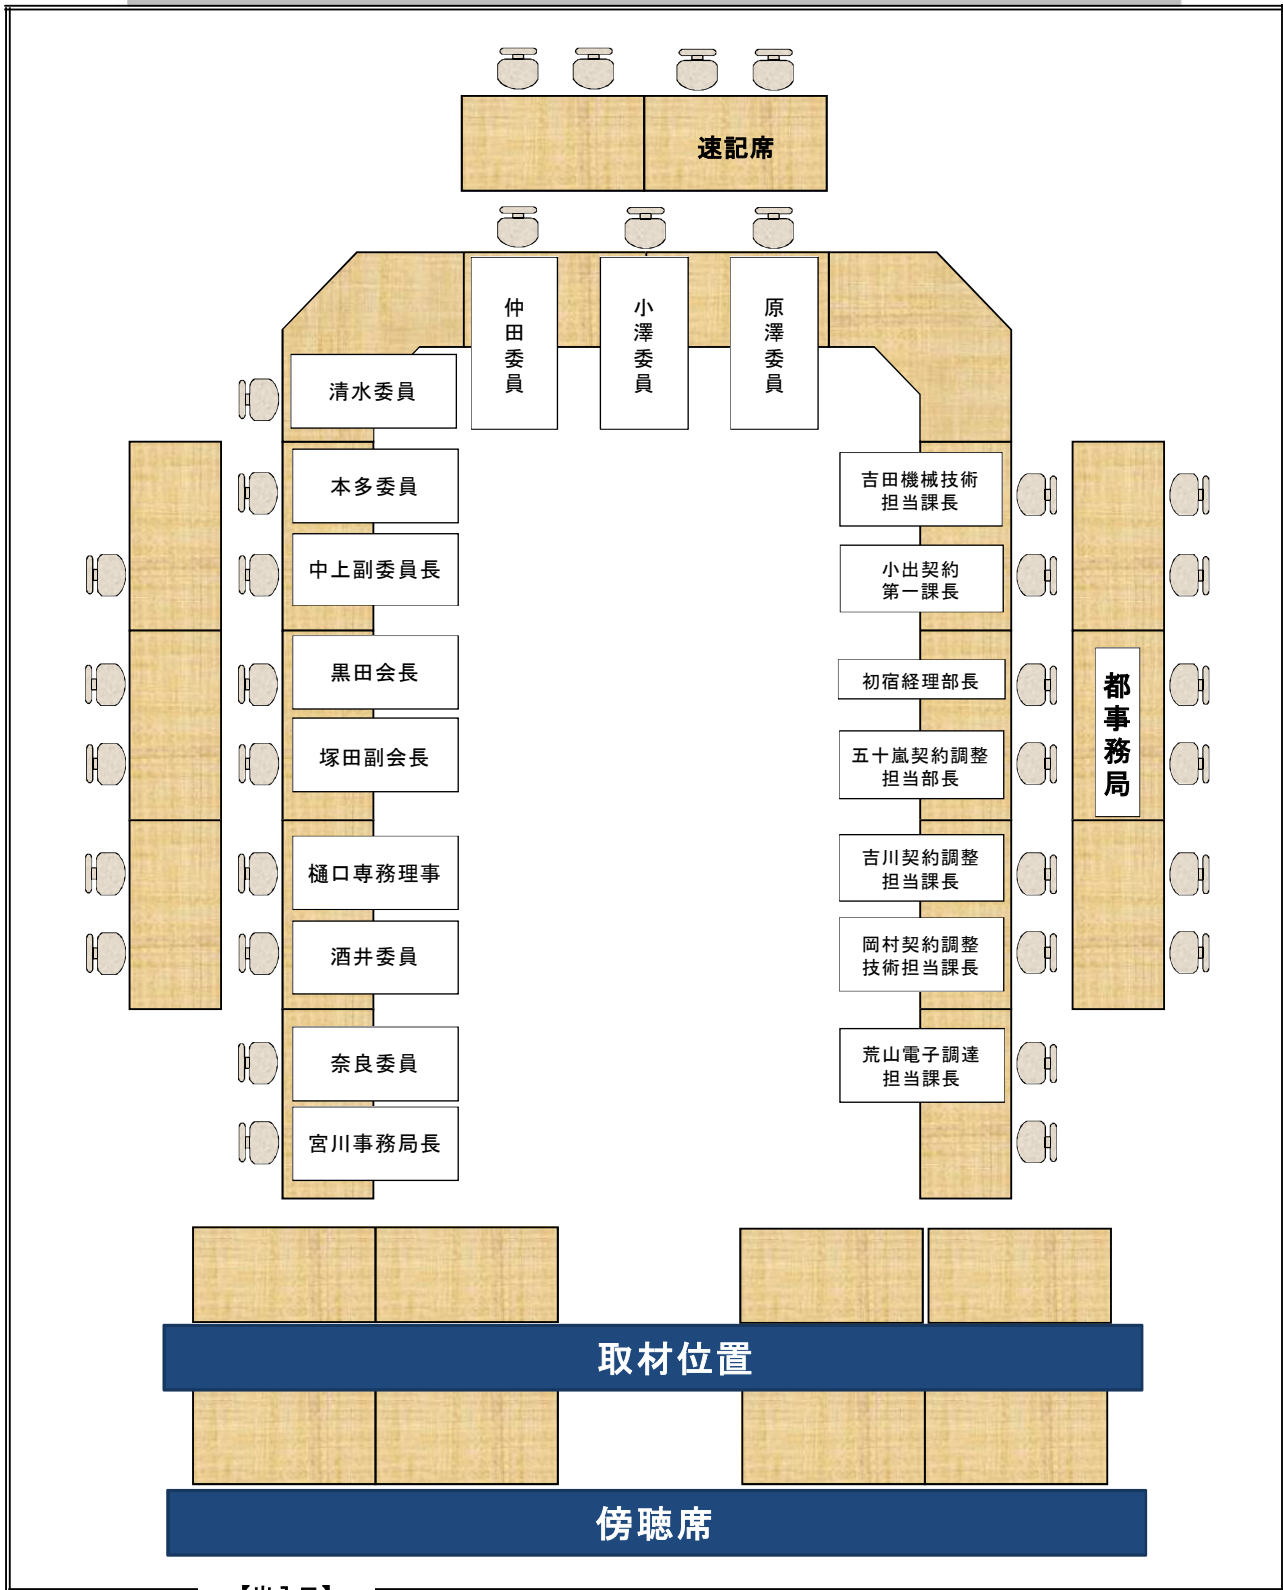 速記席
仲田委員
小澤委員
原澤委員
清水委員
本多委員
中上副委員長
黒田会長
塚田副会長
樋口専務理事
酒井委員
奈良委員
宮川事務局長
吉田機械技術
担当課長
小出契約
第一課長
初宿経理部長
五十嵐契約調整
担当部長
吉川契約調整
担当課長
岡村契約調整
技術担当課長
荒山電子調達
担当課長
都事務局
取材位置
傍聴席